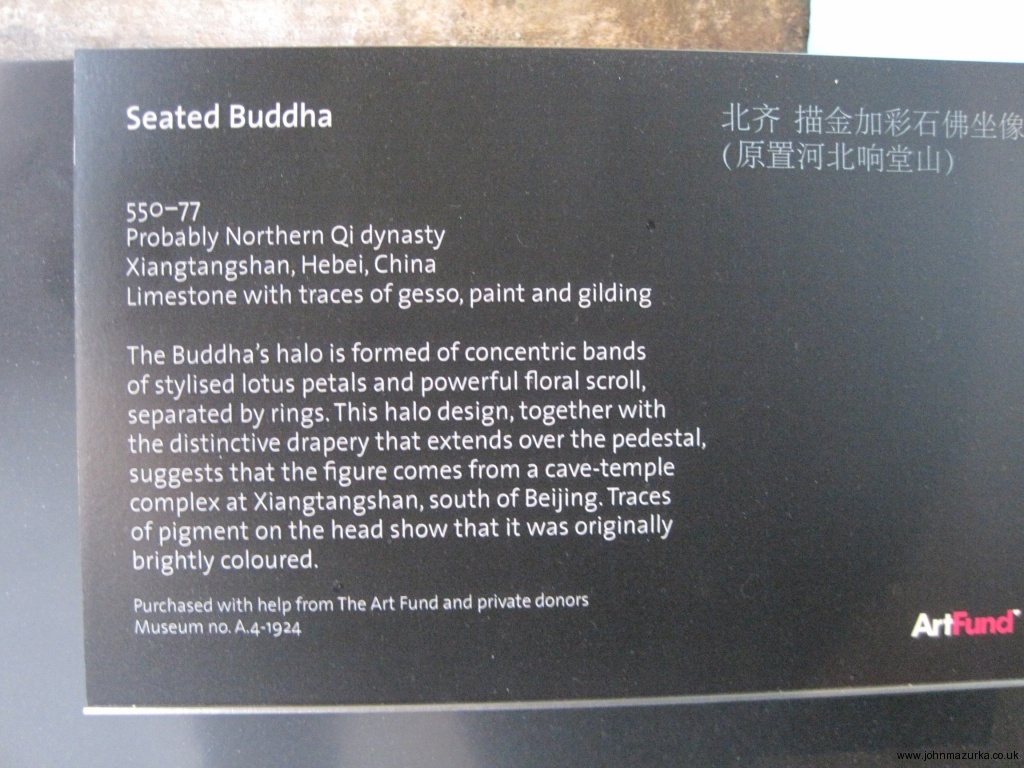 Seated Buddha
北齐 描金加彩石佛坐像
(原置河北响堂山)
550–77
Probably Northern Qi dynasty
Xiangtangshan, Hebei, China
Limestone with traces of gesso, paint and gilding
The Buddha's halo is formed of concentric bands
of stylised lotus petals and powerful floral scroll,
separated by rings. This halo design, together with
the distinctive drapery that extends over the pedestal,
suggests that the figure comes from a cave-temple
complex at Xiangtangshan, south of Beijing. Traces
of pigment on the head show that it was originally
brightly coloured.
Purchased with help from The Art Fund and private donors
Museum no. A.4-1924
ArtFund
www.johnmazurka.co.uk